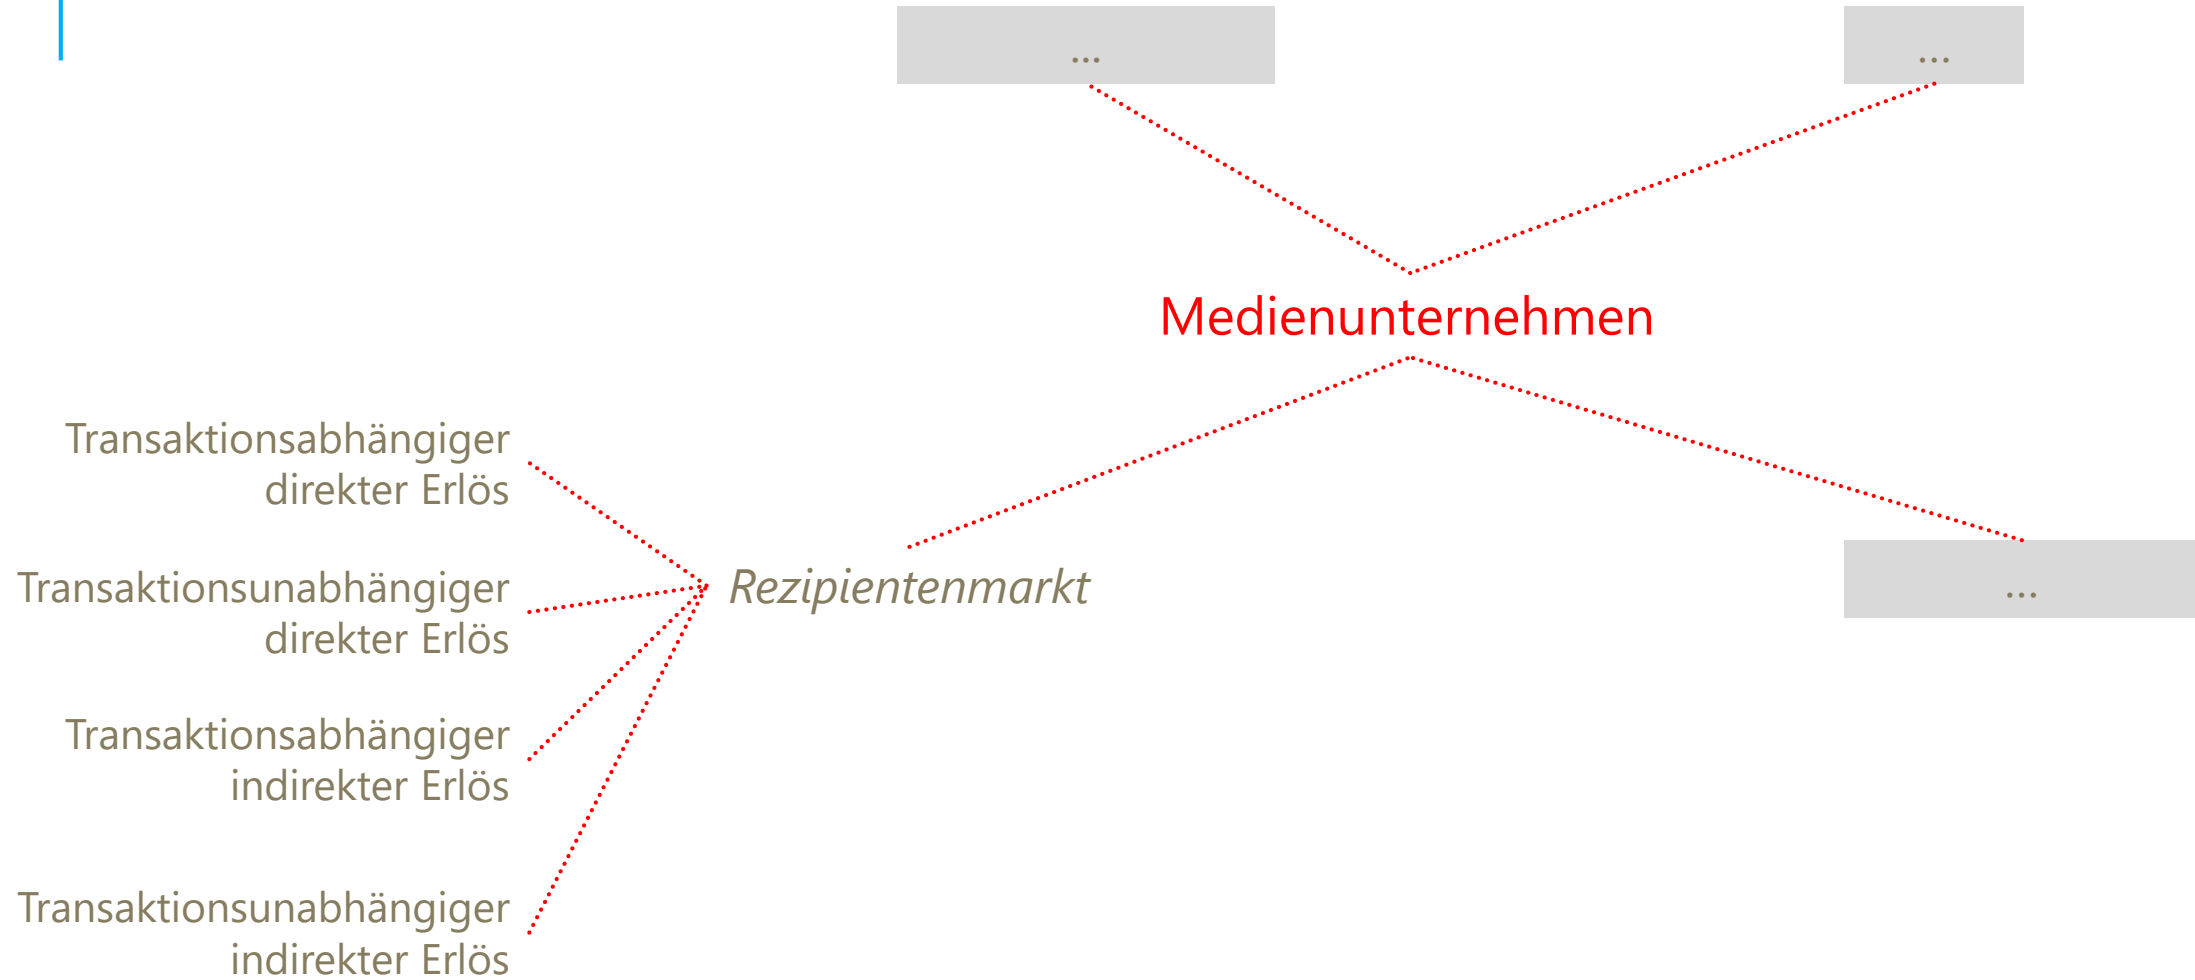 ...
...
Medienunternehmen
Transaktionsabhängiger
direkter Erlös
Transaktionsunabhängiger
direkter Erlös
Rezipientenmarkt
...
Transaktionsabhängiger
indirekter Erlös
Transaktionsunabhängiger
indirekter Erlös